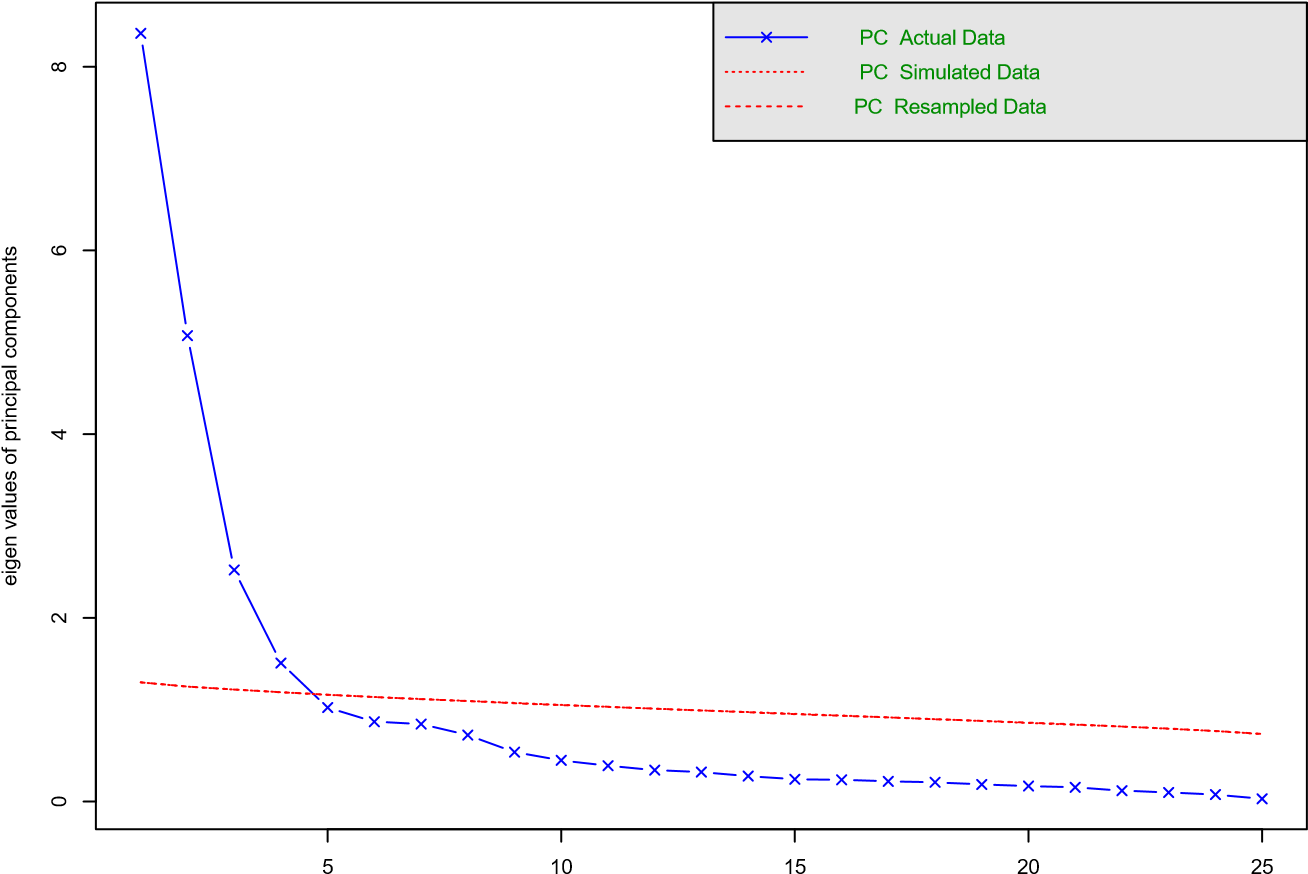 PC Actual Data
PC Simulated Data
PC Resampled Data
eigen values of principal components
8
6
4
2
0
5 10 15 20 25